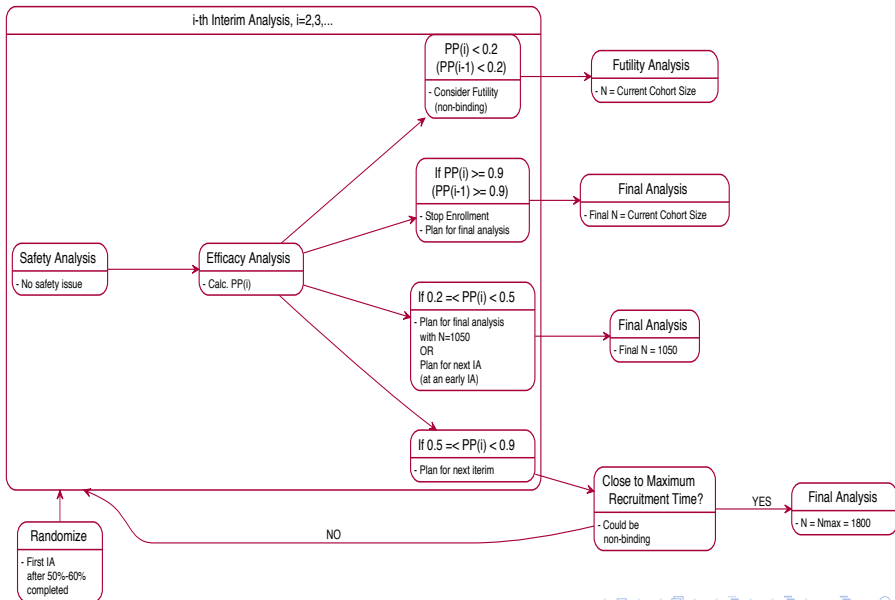 i-th Interim Analysis, i=2,3,...
PP(i) < 0.2
(PP(i-1) < 0.2)
- Consider Futility
(non-binding)
Futility Analysis
- N = Current Cohort Size
If PP(i) >= 0.9
(PP(i-1) >= 0.9)
- Stop Enrollment
- Plan for final analysis
Final Analysis
- Final N = Current Cohort Size
Safety Analysis
- No safety issue
Efficacy Analysis
- Calc. PP(i)
If 0.2 =< PP(i) < 0.5
- Plan for final analysis
with N=1050
OR
Plan for next IA
(at an early IA)
Final Analysis
- Final N = 1050
If 0.5 =< PP(i) < 0.9
- Plan for next iterim
Close to Maximum
Recruitment Time?
- Could be
non-binding
YES
Final Analysis
- N = Nmax = 1800
NO
Randomize
- First IA
after 50%-60%
completed